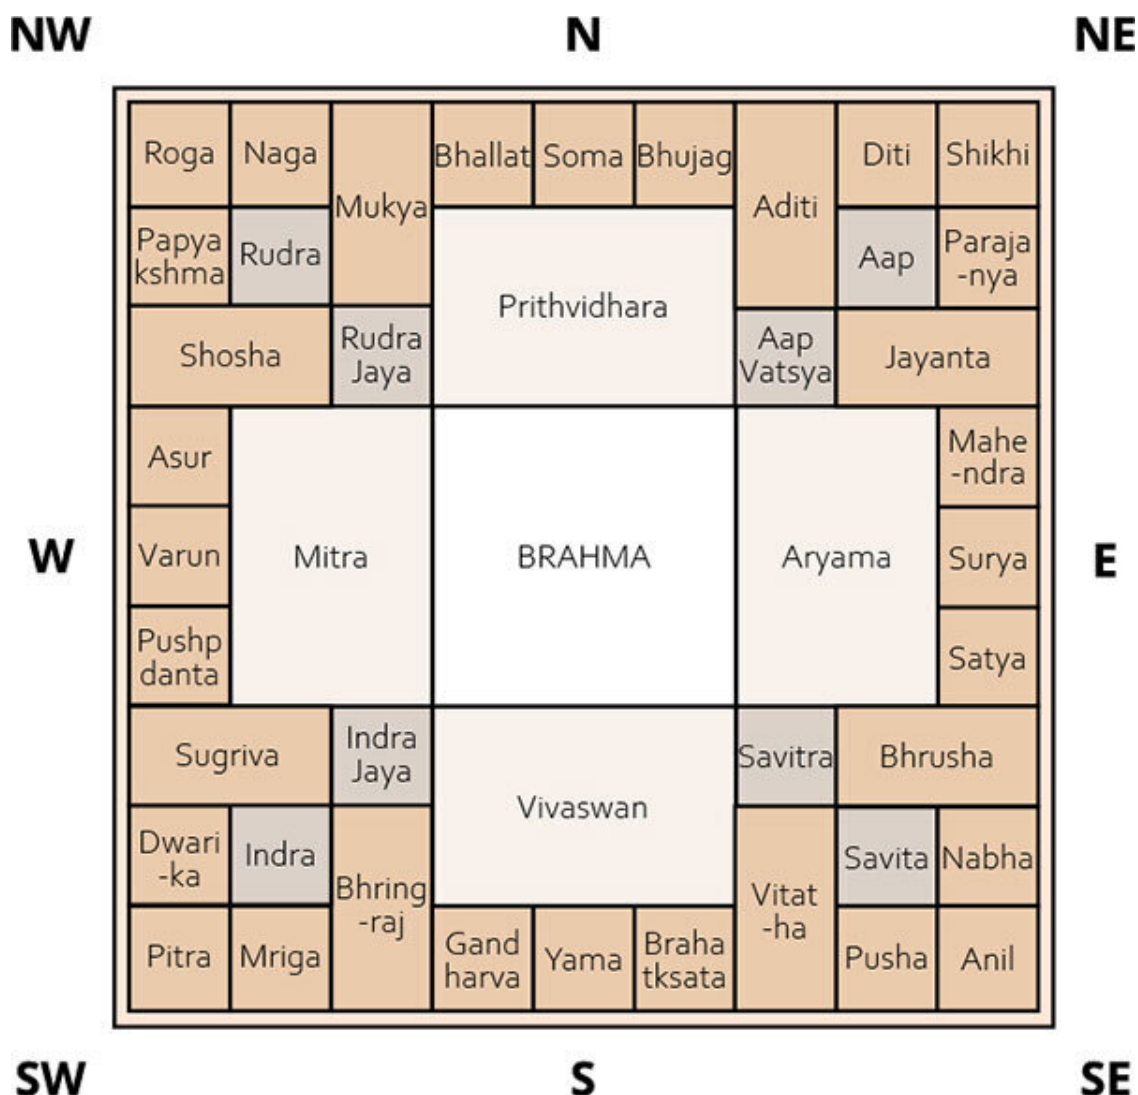 NW
N
NE
Roga
Naga
Mukya
Bhallat
Soma
Bhujag
Aditi
Diti
Shikhi
Papya
kshma
Rudra
Prithvidhara
Aap
Paraja
-nya
Shosha
Rudra
Jaya
Aap
Vatsya
Jayanta
W
Asur
Varun
Pushp
danta
Mitra
BRAHMA
Aryama
Mahe
-ndra
Surya
Satya
E
Sugriva
Indra
Jaya
Vivaswan
Savitra
Bhrusha
Dwari
-ka
Indra
Bhring
-raj
Vitat
-ha
Savita
Nabha
Pitra
Mriga
Gand
harva
Yama
Braha
tksata
Pusha
Anil
SW
S
SE